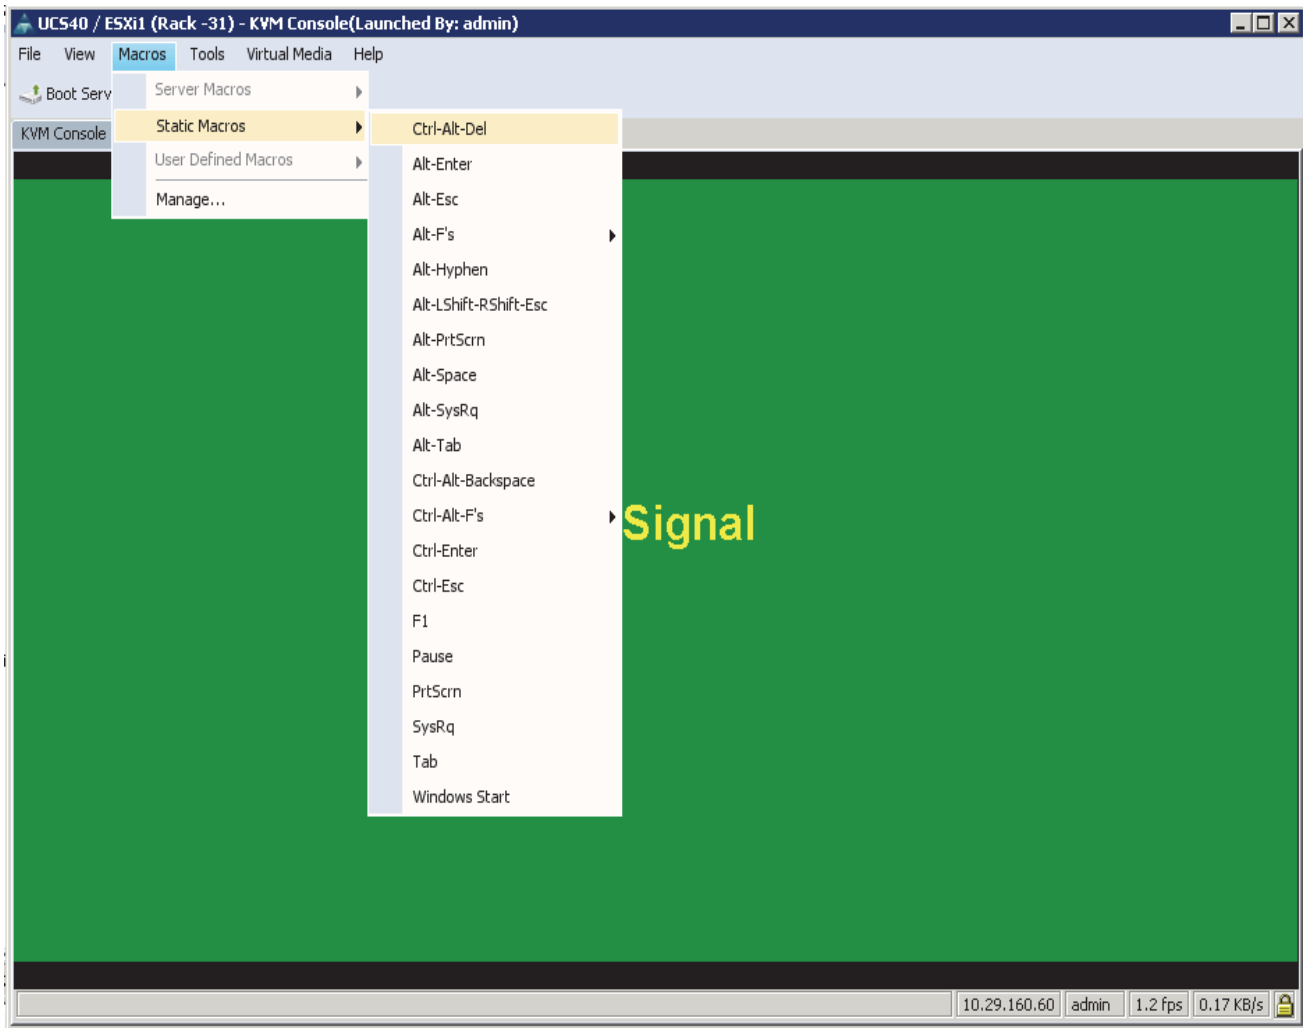 UCS40 / ESXi1 (Rack -31) - KVM Console(Launched By: admin)
File View Macros Tools Virtual Media Help
Boot Serv
Server Macros
Static Macros
User Defined Macros
Manage...
KVM Console
Ctrl-Alt-Del
Alt-Enter
Alt-Esc
Alt-F's
Alt-Hyphen
Alt-LShift-RShift-Esc
Alt-PrtScrn
Alt-Space
Alt-SysRq
Alt-Tab
Ctrl-Alt-Backspace
Ctrl-Alt-F's
Ctrl-Enter
Ctrl-Esc
F1
Pause
PrtScrn
SysRq
Tab
Windows Start
Signal
10.29.160.60 admin 1.2 fps 0.17 KB/s